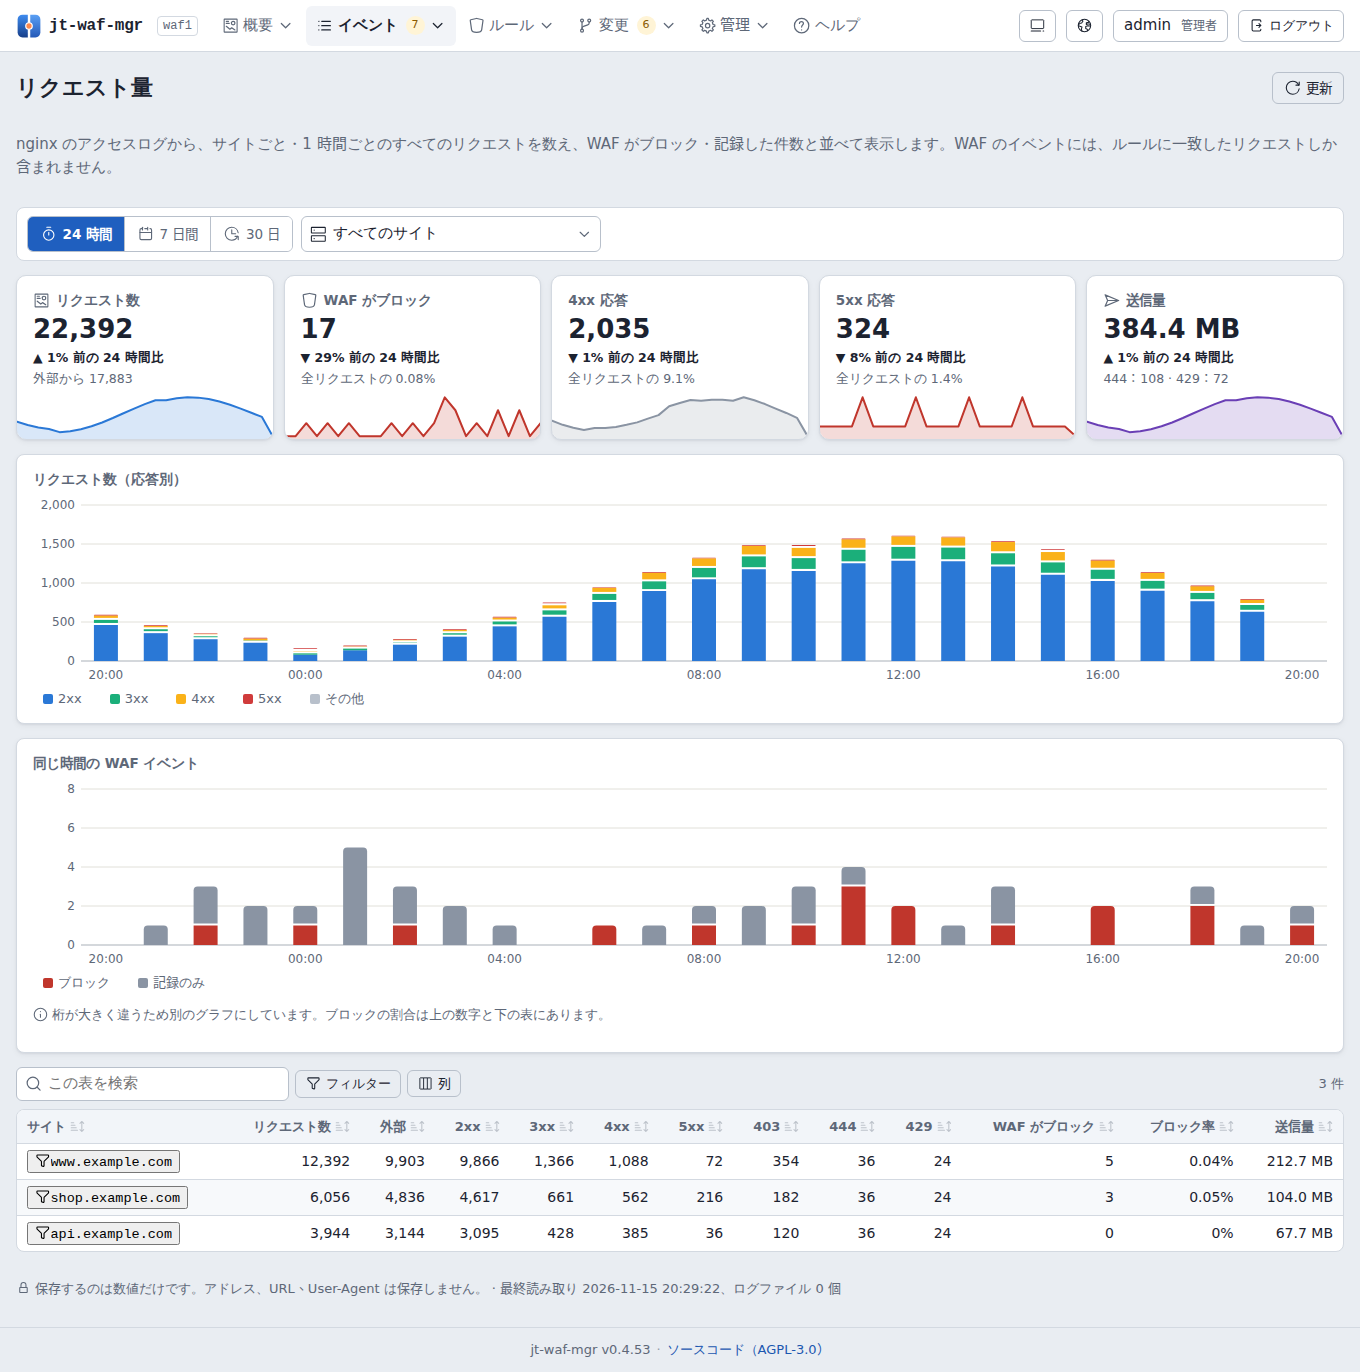 jt-waf-mgr waf1 概要 イベント 7 ルール 変更 6 管理 ヘルプ admin 管理者 ログアウト
リクエスト量 更新
nginx のアクセスログから、サイトごと・1 時間ごとのすべてのリクエストを数え、WAF がブロック・記録した件数と並べて表示します。WAF のイベントには、ルールに一致したリクエストしか
含まれません。
24 時間 7 日間 30 日 すべてのサイト
リクエスト数 WAF がブロック 4xx 応答 5xx 応答 送信量
22,392 17 2,035 324 384.4 MB
▲ 1% 前の 24 時間比 ▼ 29% 前の 24 時間比 ▼ 1% 前の 24 時間比 ▼ 8% 前の 24 時間比 ▲ 1% 前の 24 時間比
外部から 17,883 全リクエストの 0.08% 全リクエストの 9.1% 全リクエストの 1.4% 444：108 · 429：72
リクエスト数（応答別）
2,000
1,500
1,000
500
0
20:00 00:00 04:00 08:00 12:00 16:00 20:00
2xx 3xx 4xx 5xx その他
同じ時間の WAF イベント
8
6
4
2
0
20:00 00:00 04:00 08:00 12:00 16:00 20:00
ブロック 記録のみ
桁が大きく違うため別のグラフにしています。ブロックの割合は上の数字と下の表にあります。
この表を検索 フィルター 列 3 件
サイト リクエスト数 外部 2xx 3xx 4xx 5xx 403 444 429 WAF がブロック ブロック率 送信量
www.example.com 12,392 9,903 9,866 1,366 1,088 72 354 36 24 5 0.04% 212.7 MB
shop.example.com 6,056 4,836 4,617 661 562 216 182 36 24 3 0.05% 104.0 MB
api.example.com 3,944 3,144 3,095 428 385 36 120 36 24 0 0% 67.7 MB
保存するのは数値だけです。アドレス、URL、User-Agent は保存しません。 · 最終読み取り 2026-11-15 20:29:22、ログファイル 0 個
jt-waf-mgr v0.4.53 · ソースコード（AGPL-3.0）